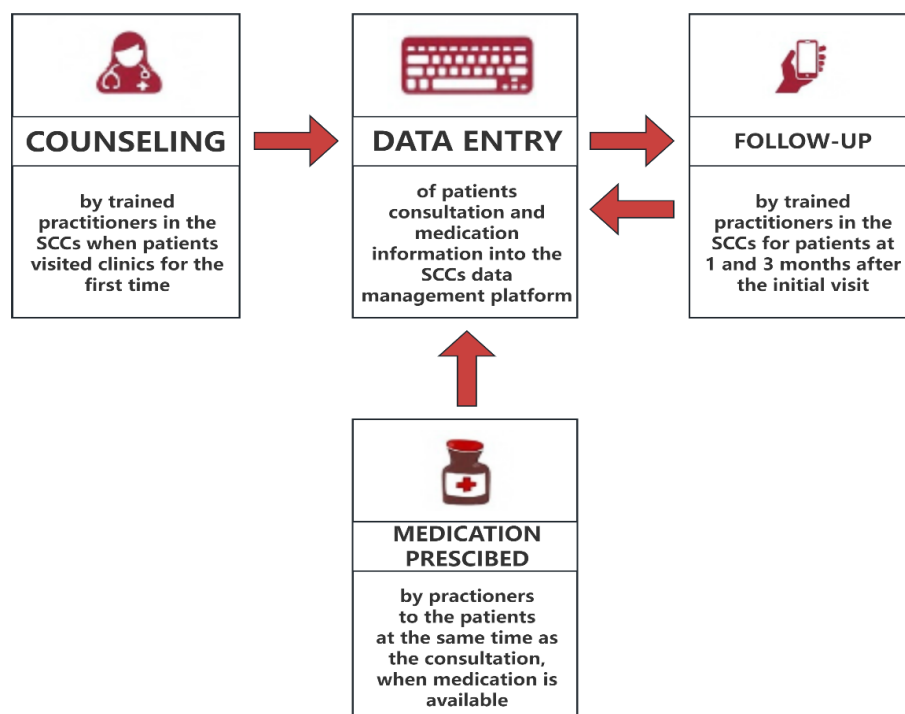 COUNSELING
by trained
practitioners in the
SCCs when patients
visited clinics for the
first time
DATA ENTRY
of patients
consultation and
medication
information into the
SCCs data
management platform
FOLLOW-UP
by trained
practitioners in the
SCCs for patients at
1 and 3 months after
the initial visit
MEDICATION
PRESCIBED
by practioners
to the patients
at the same time as
the consultation,
when medication is
available